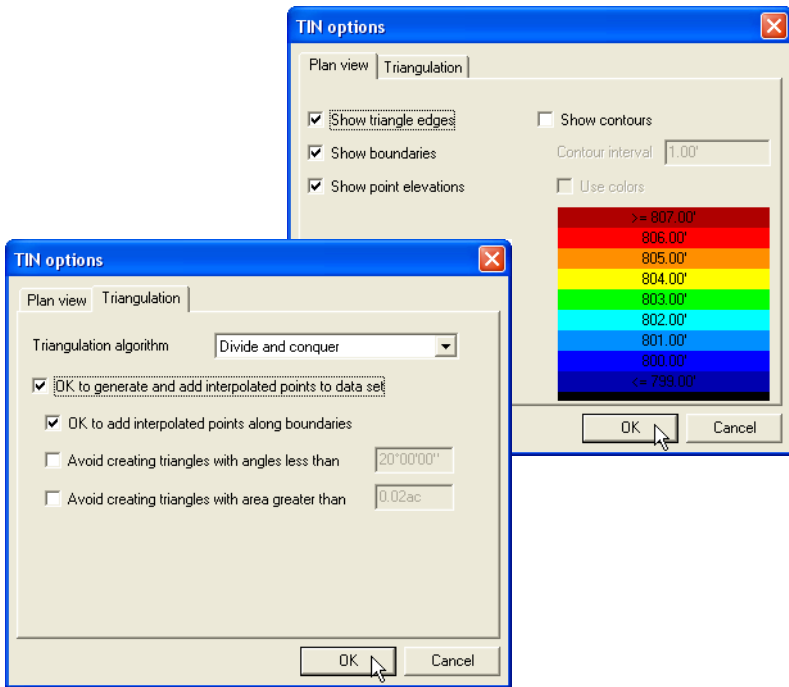 TIN options
Plan view Triangulation
Show triangle edges
Show contours
Show boundaries
Contour interval 1.00'
Show point elevations
Use colors
>= 807.00'
806.00'
805.00'
804.00'
803.00'
802.00'
801.00'
800.00'
<= 799.00'
OK Cancel
TIN options
Plan view Triangulation
Triangulation algorithm Divide and conquer
OK to generate and add interpolated points to data set
OK to add interpolated points along boundaries
Avoid creating triangles with angles less than 20°00'00"
Avoid creating triangles with area greater than 0.02ac
OK Cancel